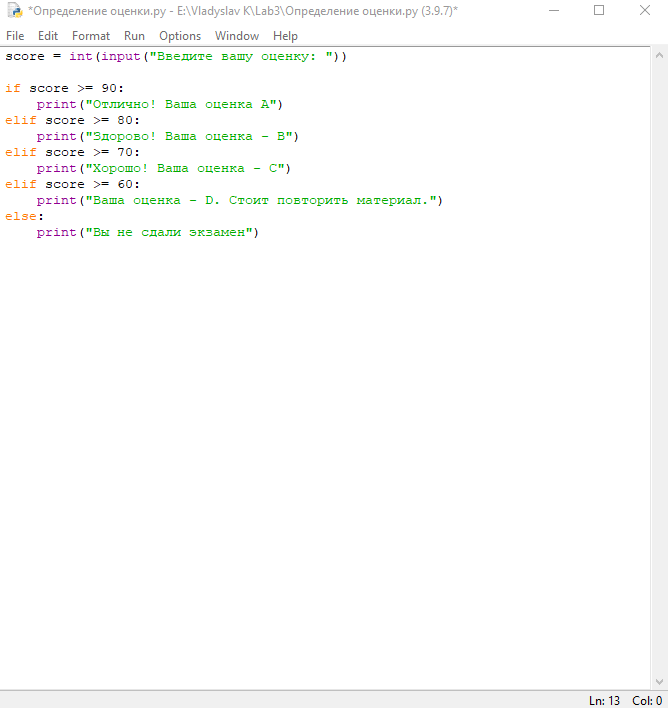 *Определение оценки.py - E:\Vladyslav K\Lab3\Определение оценки.py (3.9.7)*
File Edit Format Run Options Window Help
score = int(input("Введите вашу оценку: "))
if score >= 90:
    print("Отлично! Ваша оценка A")
elif score >= 80:
    print("Здорово! Ваша оценка - B")
elif score >= 70:
    print("Хорошо! Ваша оценка - C")
elif score >= 60:
    print("Ваша оценка - D. Стоит повторить материал.")
else:
    print("Вы не сдали экзамен")
Ln: 13 Col: 0